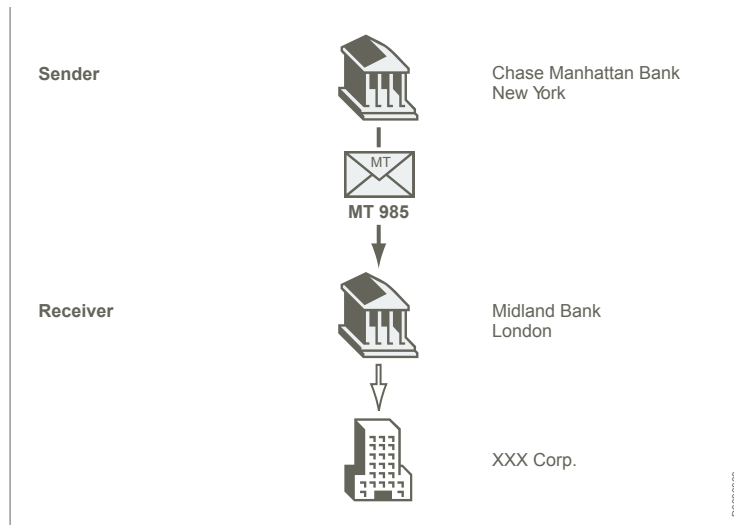 Sender
Chase Manhattan Bank
New York
MT
MT 985
Receiver
Midland Bank
London
XXX Corp.